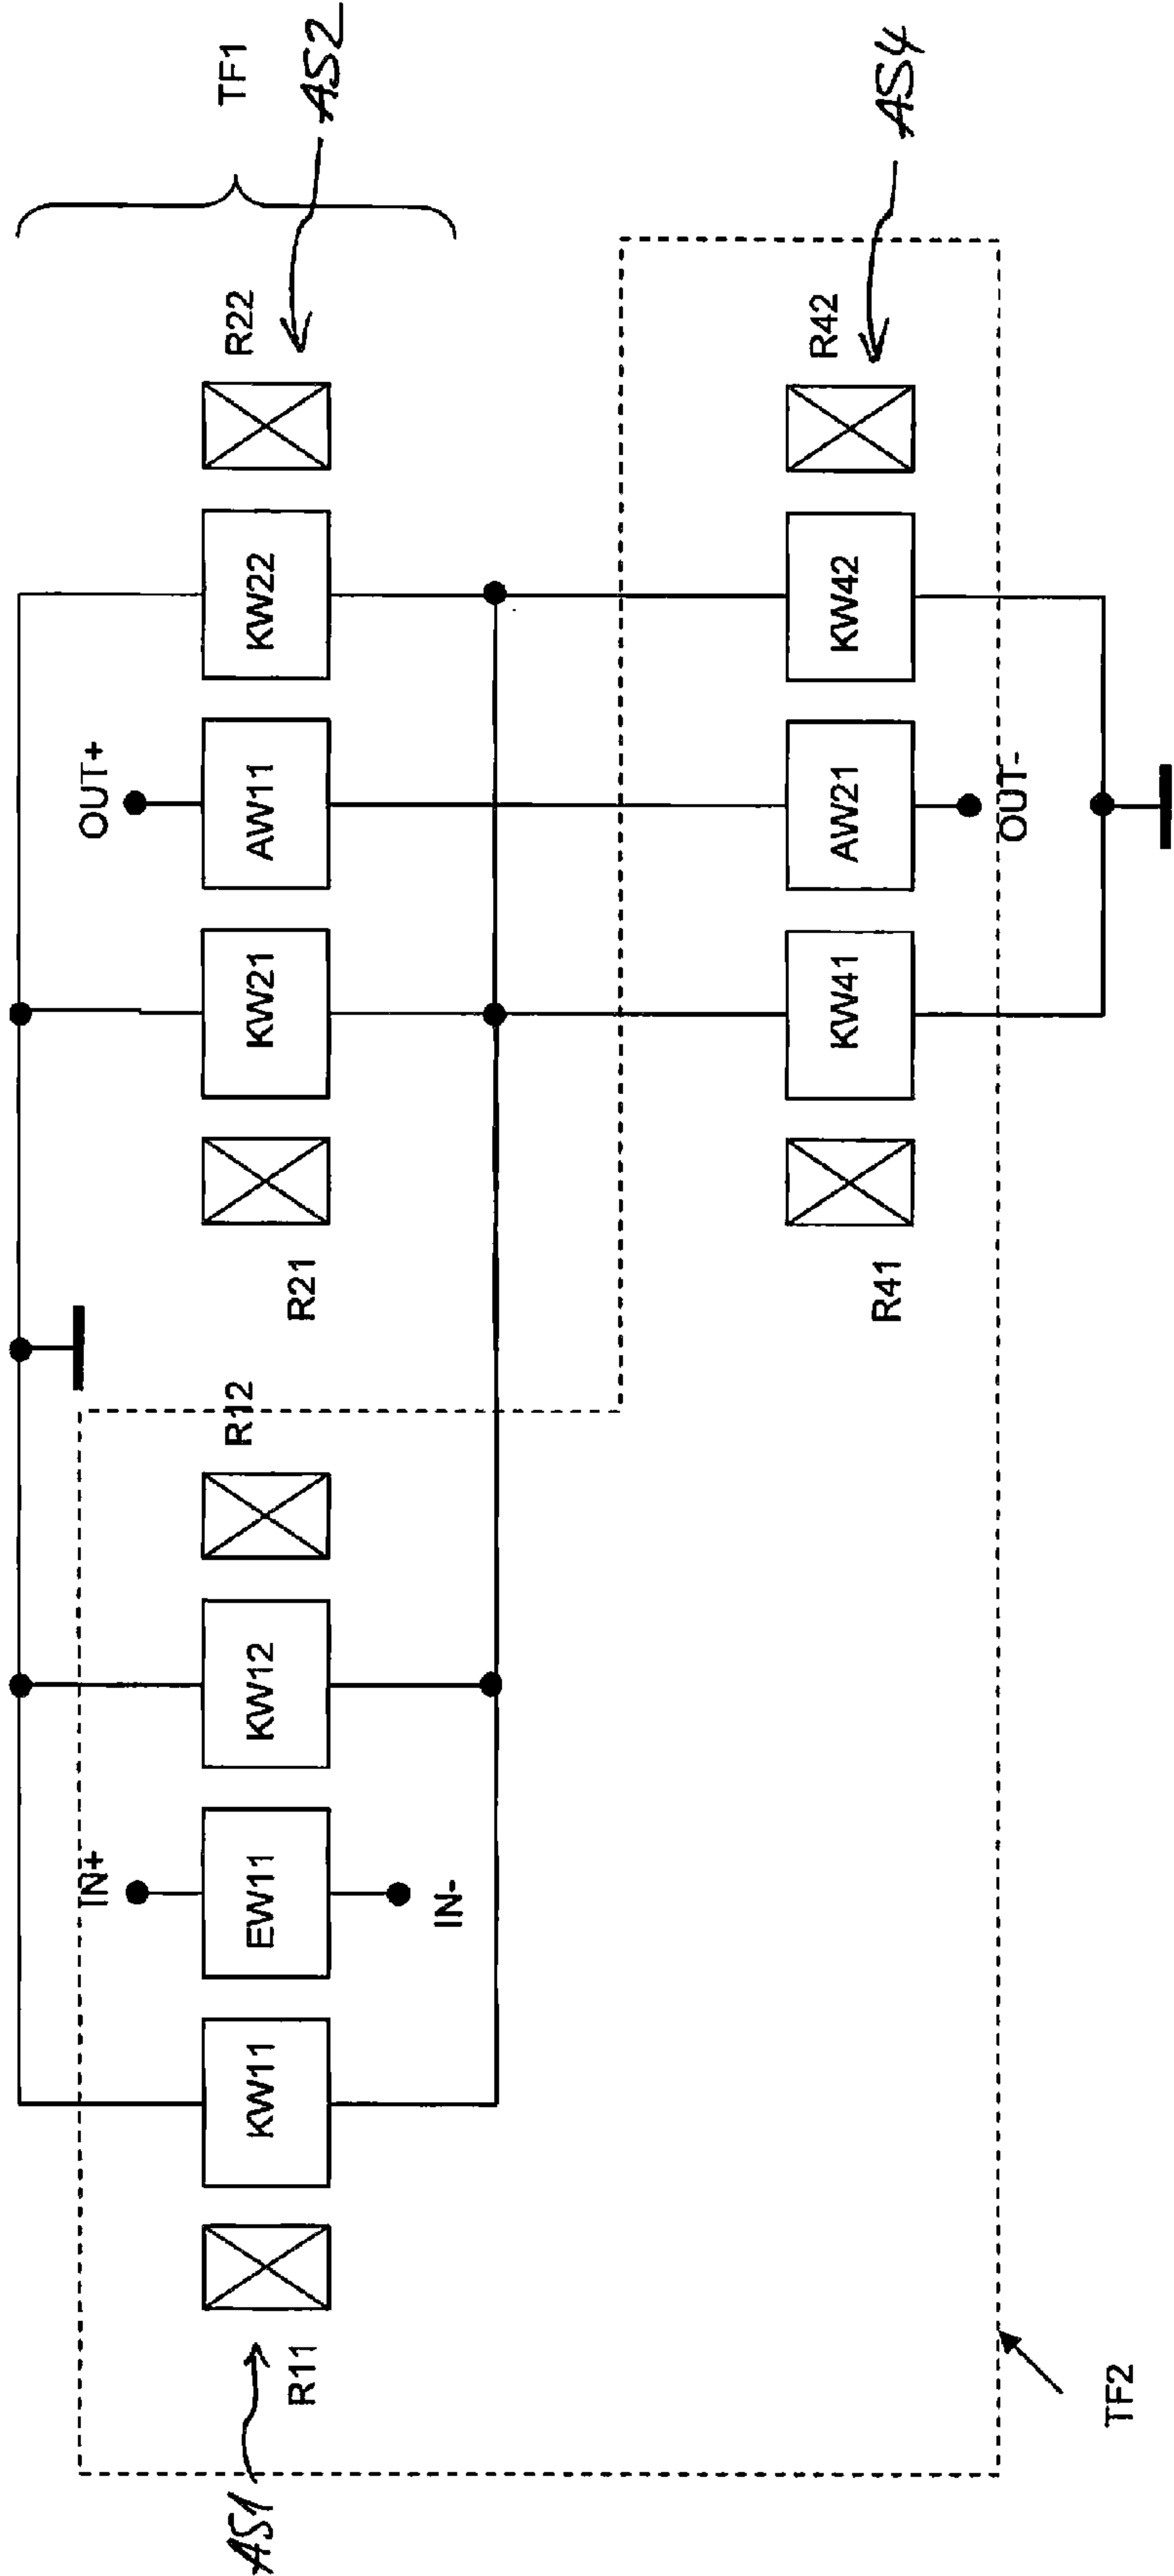 IN+
OUT+
AS1
KW11
EW11
KW12
R12
KW21
AW11
KW22
R22
TF1
R11
R21
AS2
IN-
KW41
AW21
KW42
R42
R41
AS4
OUT-
TF2